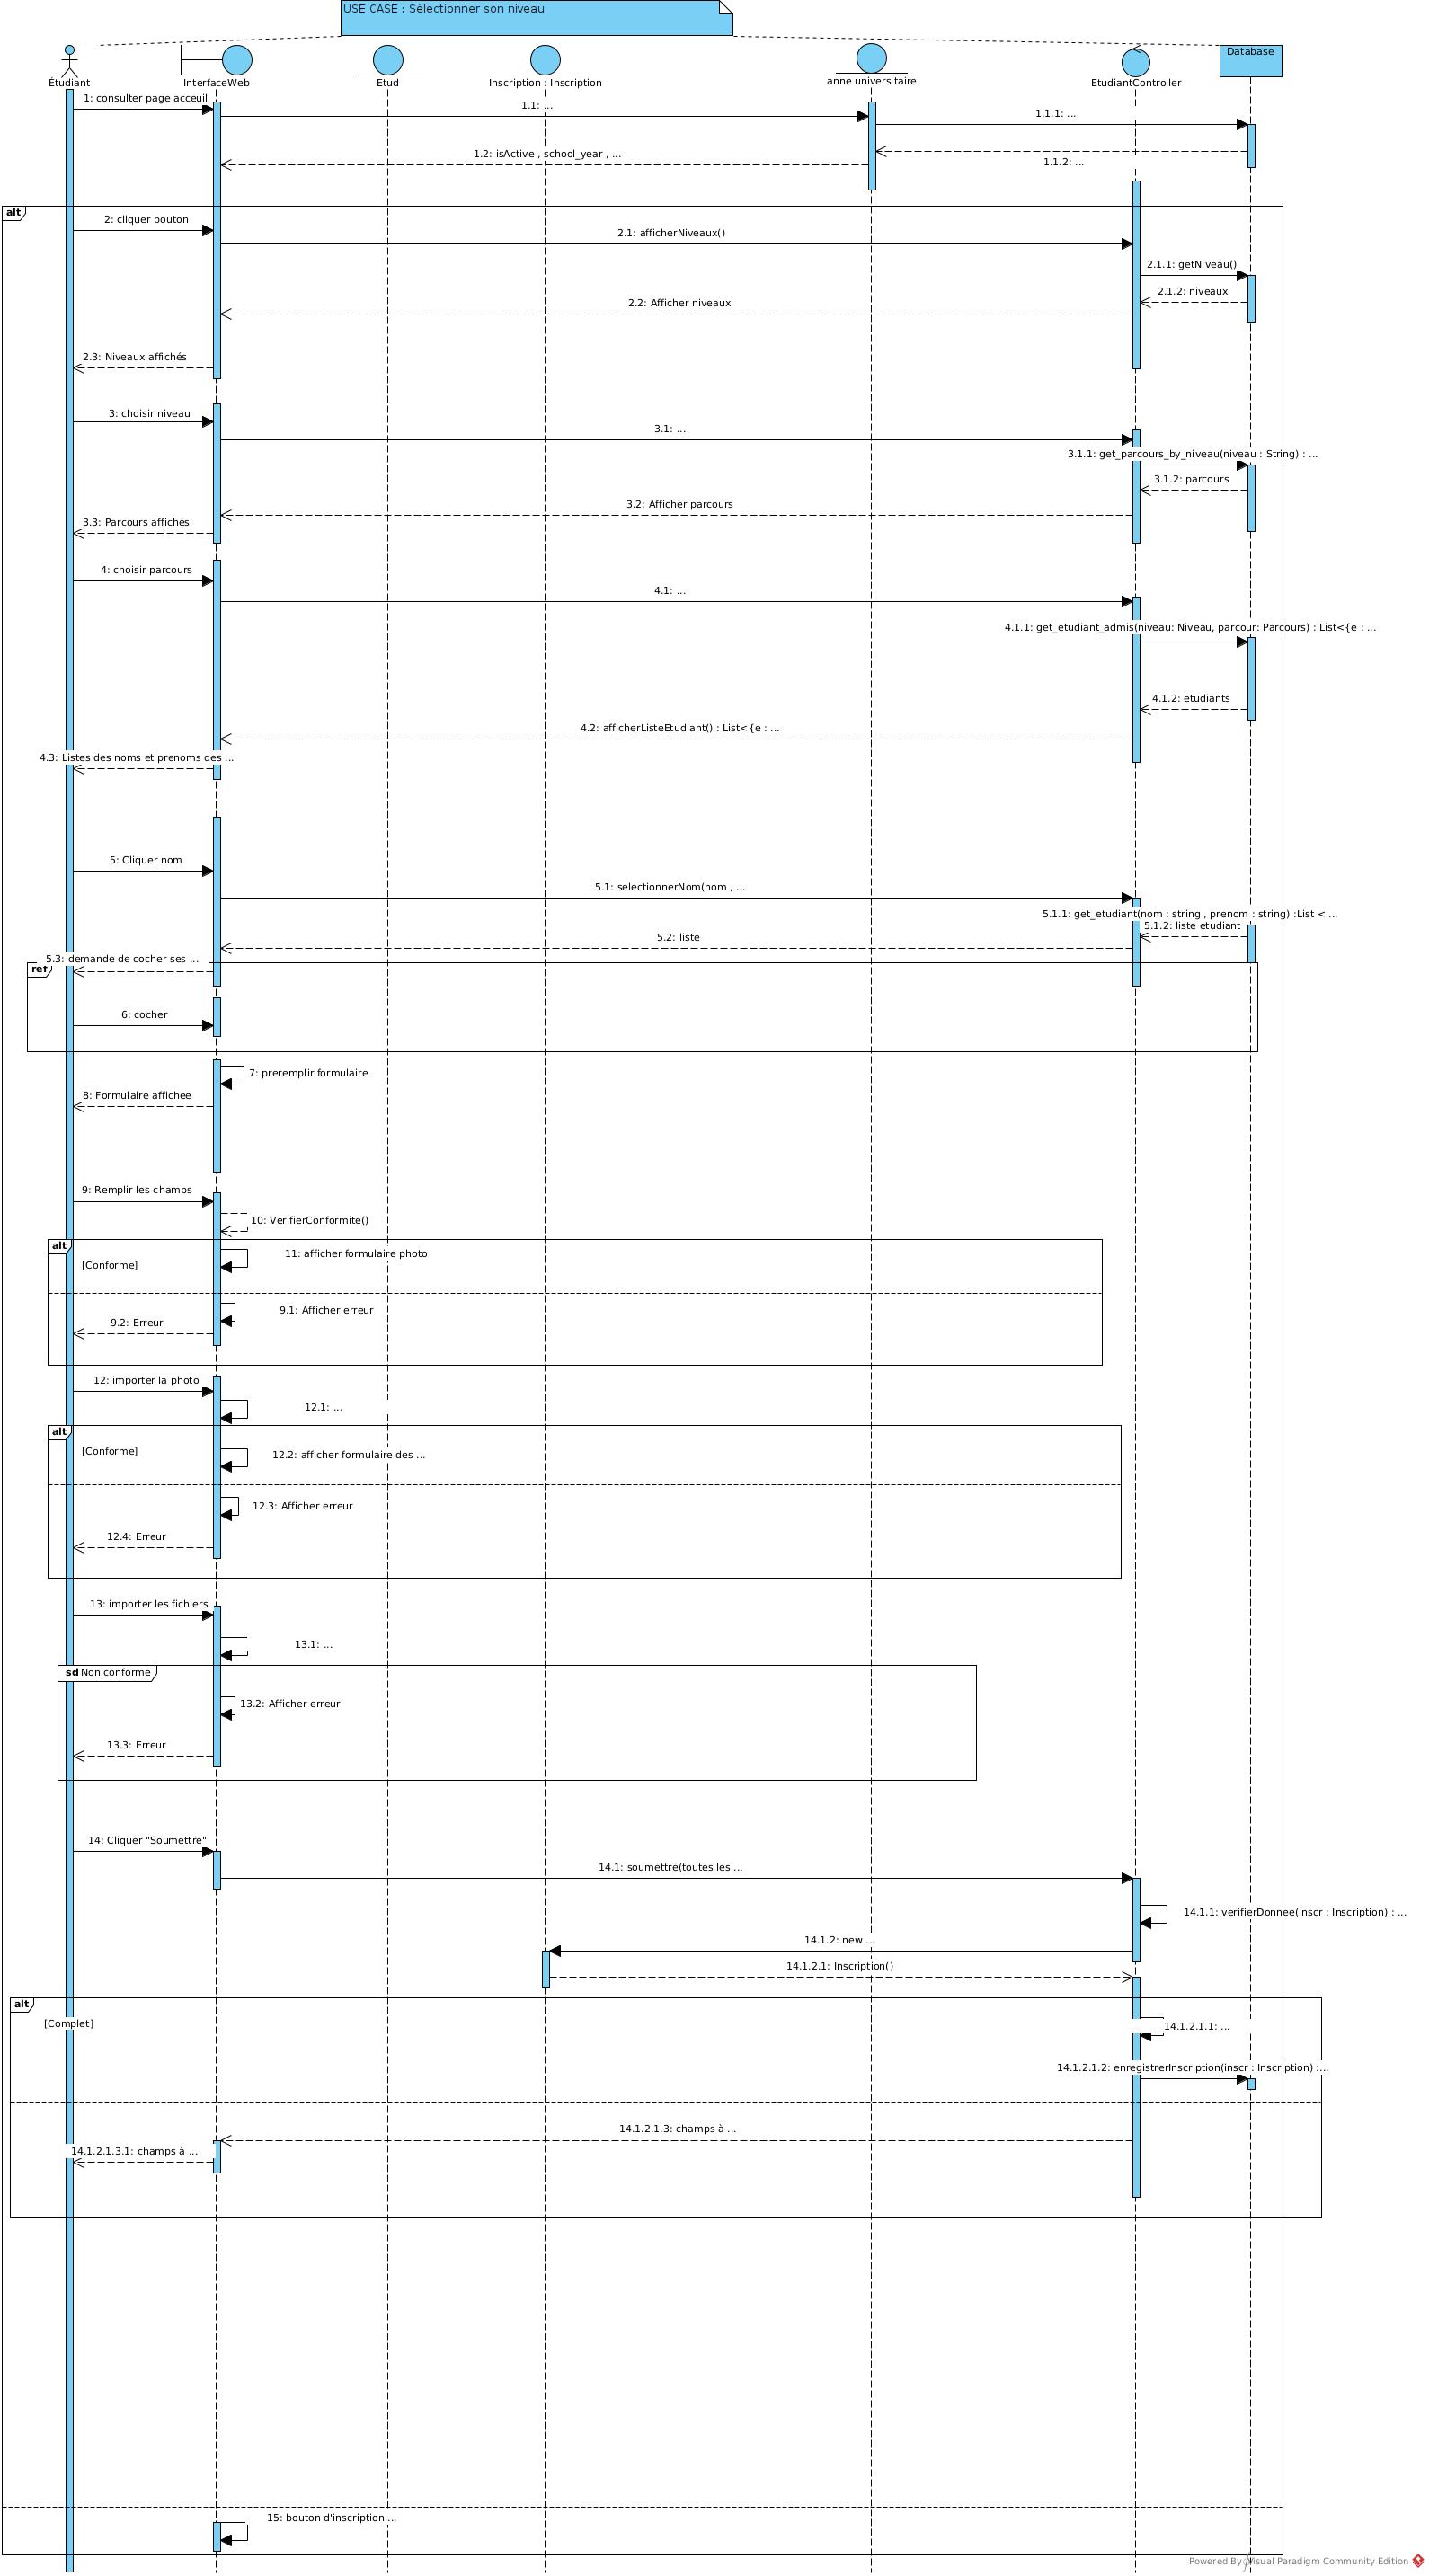 USE CASE : Sélectionner son niveau
Étudiant
InterfaceWeb
Etud
Inscription : Inscription
anne universitaire
EtudiantController
Database
1: consulter page acceuil
1.1: ...
1.1.1: ...
1.2: isActive , school_year , ...
1.1.2: ...
alt
2: cliquer bouton
2.1: afficherNiveaux()
2.1.1: getNiveau()
2.1.2: niveaux
2.2: Afficher niveaux
2.3: Niveaux affichés
3: choisir niveau
3.1: ...
3.1.1: get_parcours_by_niveau(niveau : String) : ...
3.1.2: parcours
3.2: Afficher parcours
3.3: Parcours affichés
4: choisir parcours
4.1: ...
4.1.1: get_etudiant_admis(niveau: Niveau, parcour: Parcours) : List<{e : ...
4.1.2: etudiants
4.2: afficherListeEtudiant() : List<{e : ...
4.3: Listes des noms et prenoms des ...
5: Cliquer nom
5.1: selectionnerNom(nom , ...
5.1.1: get_etudiant(nom : string , prenom : string) :List < ...
5.1.2: liste etudiant
5.2: liste
5.3: demande de cocher ses ...
ref
6: cocher
7: preremplir formulaire
8: Formulaire affichee
9: Remplir les champs
10: VerifierConformite()
alt
11: afficher formulaire photo
[Conforme]
9.1: Afficher erreur
9.2: Erreur
12: importer la photo
12.1: ...
alt
[Conforme]
12.2: afficher formulaire des ...
12.3: Afficher erreur
12.4: Erreur
13: importer les fichiers
13.1: ...
sd Non conforme
13.2: Afficher erreur
13.3: Erreur
14: Cliquer "Soumettre"
14.1: soumettre(toutes les ...
14.1.1: verifierDonnee(inscr : Inscription) : ...
14.1.2: new ...
14.1.2.1: Inscription()
alt
[Complet]
14.1.2.1.1: ...
14.1.2.1.2: enregistrerInscription(inscr : Inscription) :...
14.1.2.1.3: champs à ...
14.1.2.1.3.1: champs à ...
15: bouton d'inscription ...
Powered By Visual Paradigm Community Edition